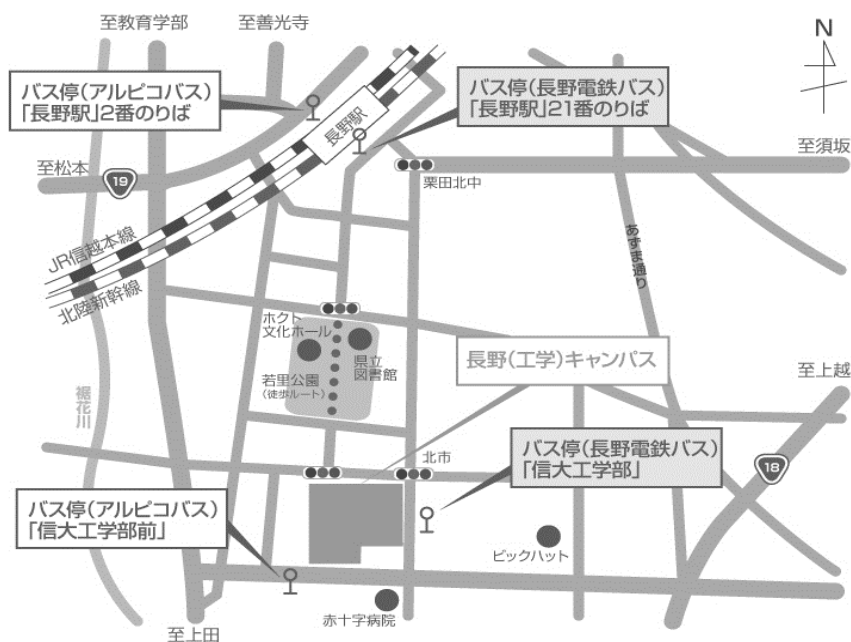 至教育学部
至善光寺
N
バス停(アルピコバス)
「長野駅」2番のりば
バス停(長野電鉄バス)
「長野駅」21番のりば
長野駅
至須坂
至松本
19
栗田北中
あずま通り
JR信越本線
北陸新幹線
ホクト
文化ホール
県立
図書館
若里公園
(徒歩ルート)
長野(工学)キャンパス
至上越
裾花川
北市
バス停(長野電鉄バス)
「信大工学部」
18
バス停(アルピコバス)
「信大工学部前」
ビックハット
赤十字病院
至上田